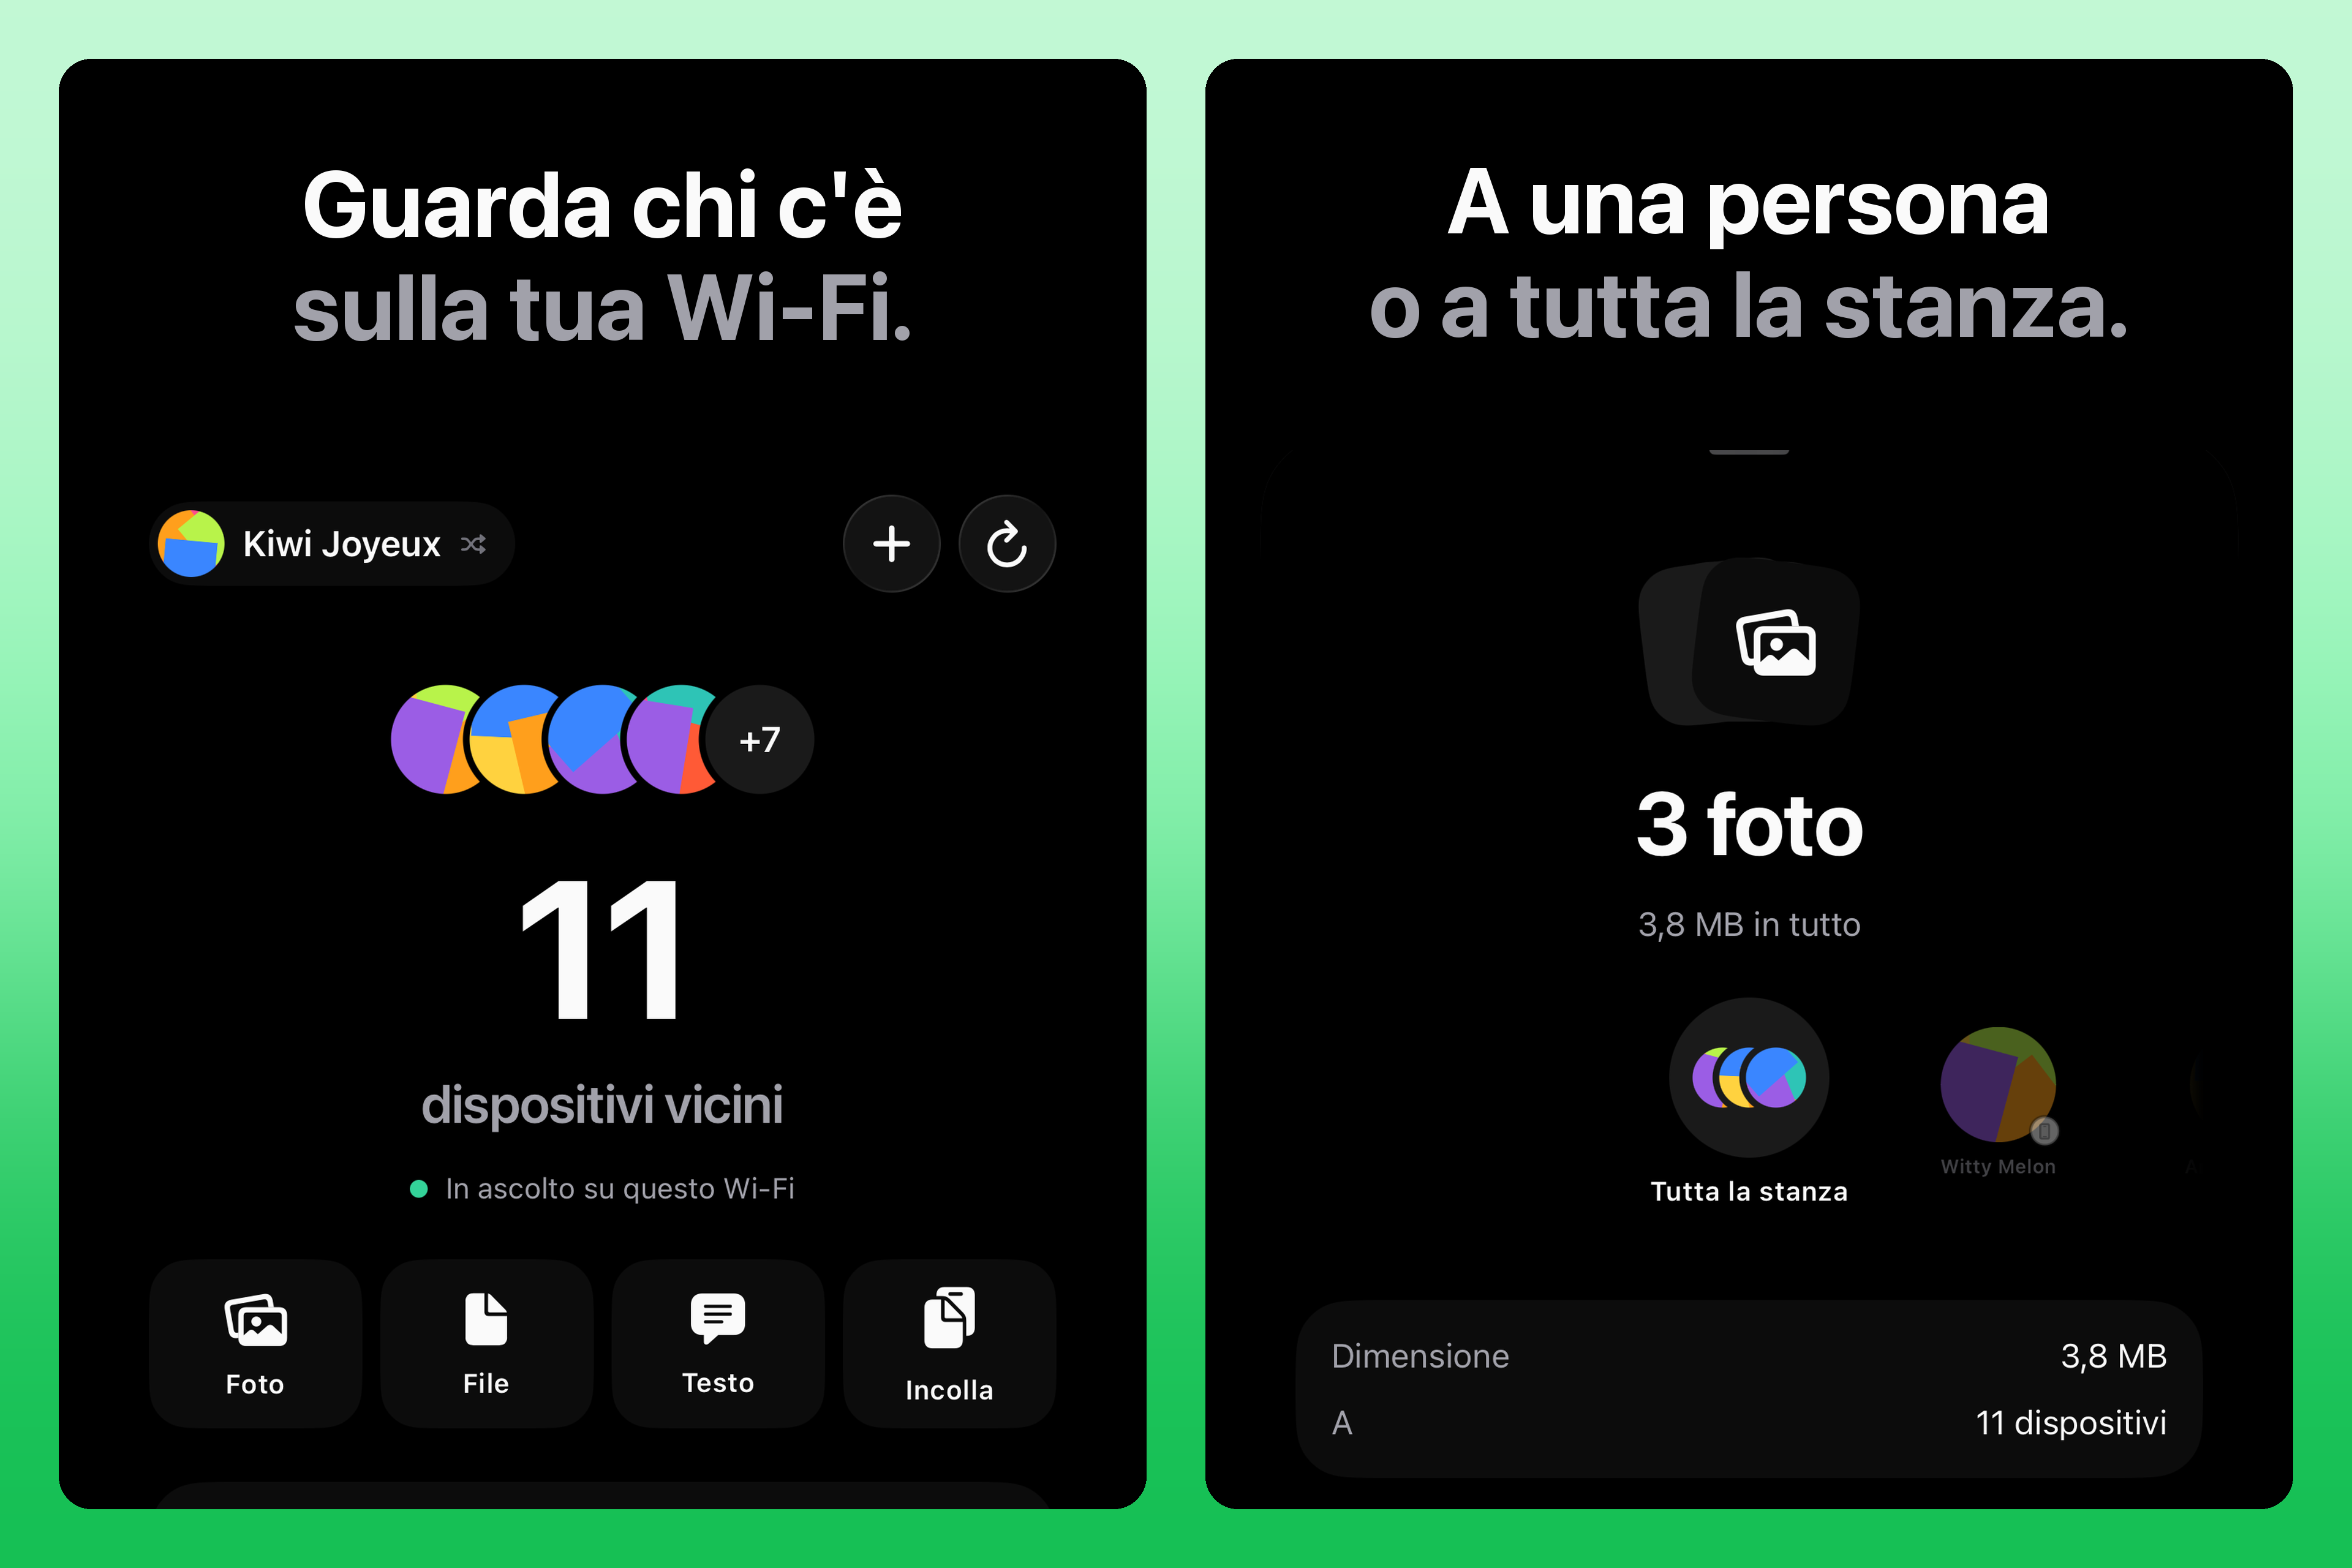 Guarda chi c'è
sulla tua Wi-Fi.
Kiwi Joyeux
+7
11
dispositivi vicini
In ascolto su questo Wi-Fi
Foto
File
Testo
Incolla
A una persona
o a tutta la stanza.
3 foto
3,8 MB in tutto
Tutta la stanza
Witty Melon
Dimensione
3,8 MB
A
11 dispositivi